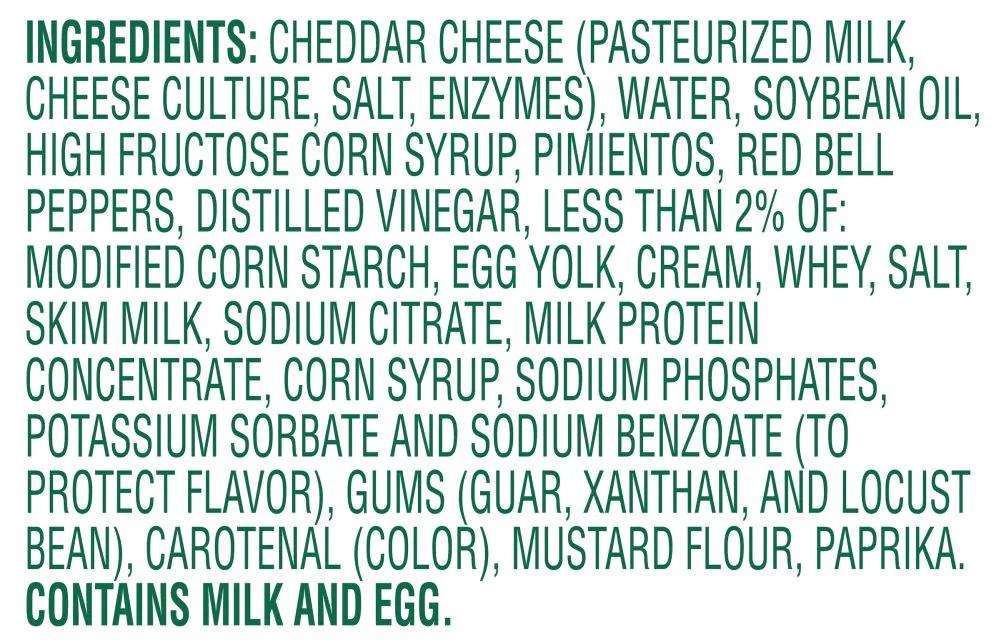 INGREDIENTS: CHEDDAR CHEESE (PASTEURIZED MILK,
CHEESE CULTURE, SALT, ENZYMES), WATER, SOYBEAN OIL,
HIGH FRUCTOSE CORN SYRUP, PIMIENTOS, RED BELL
PEPPERS, DISTILLED VINEGAR, LESS THAN 2% OF:
MODIFIED CORN STARCH, EGG YOLK, CREAM, WHEY, SALT,
SKIM MILK, SODIUM CITRATE, MILK PROTEIN
CONCENTRATE, CORN SYRUP, SODIUM PHOSPHATES,
POTASSIUM SORBATE AND SODIUM BENZOATE (TO
PROTECT FLAVOR), GUMS (GUAR, XANTHAN, AND LOCUST
BEAN), CAROTENAL (COLOR), MUSTARD FLOUR, PAPRIKA.
CONTAINS MILK AND EGG.